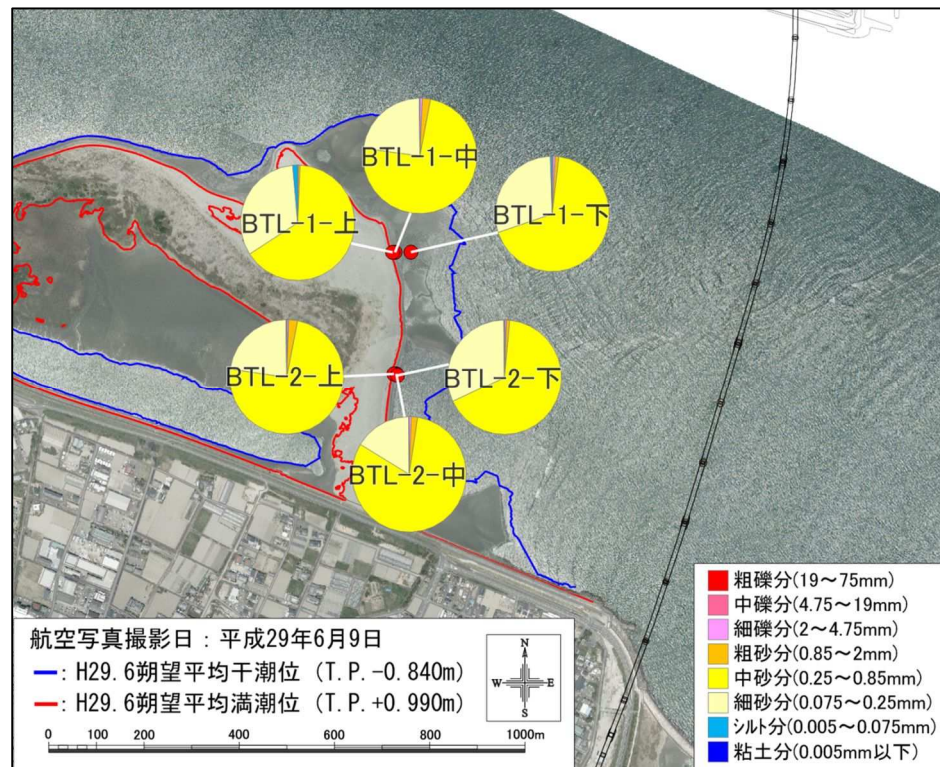 BTL-1-中
BTL-1-上
BTL-1-下
BTL-2-上
BTL-2-下
BTL-2-中
航空写真撮影日：平成29年6月9日
：H29.6朔望平均干潮位（T.P.-0.840m）
：H29.6朔望平均満潮位（T.P.+0.990m）
N
W E
S
0 200 400 600 800 1000m
粗礫分(19～75mm)
中礫分(4.75～19mm)
細礫分(2～4.75mm)
粗砂分(0.85～2mm)
中砂分(0.25～0.85mm)
細砂分(0.075～0.25mm)
ｼﾙﾄ分(0.005～0.075mm)
粘土分(0.005mm以下)